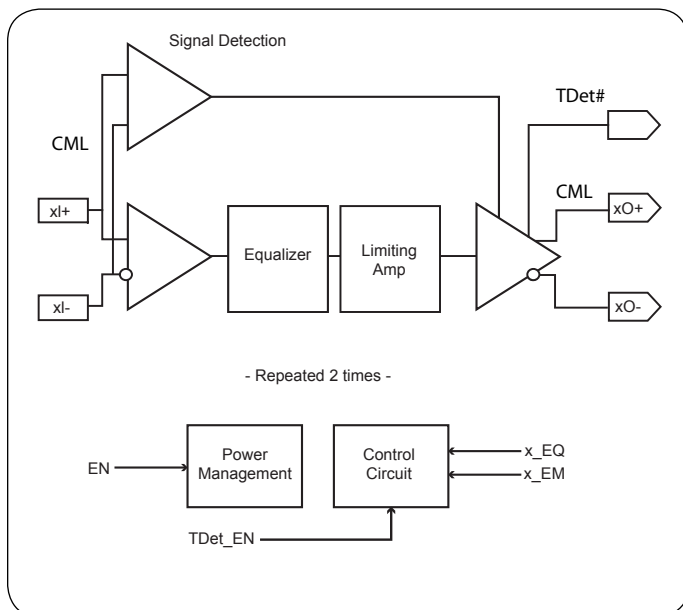 Signal Detection
TDet#
CML
CML
xI+
xO+
Equalizer
Limiting
Amp
xI-
xO-
- Repeated 2 times -
Power
Management
Control
Circuit
EN
x_EQ
x_EM
TDet_EN